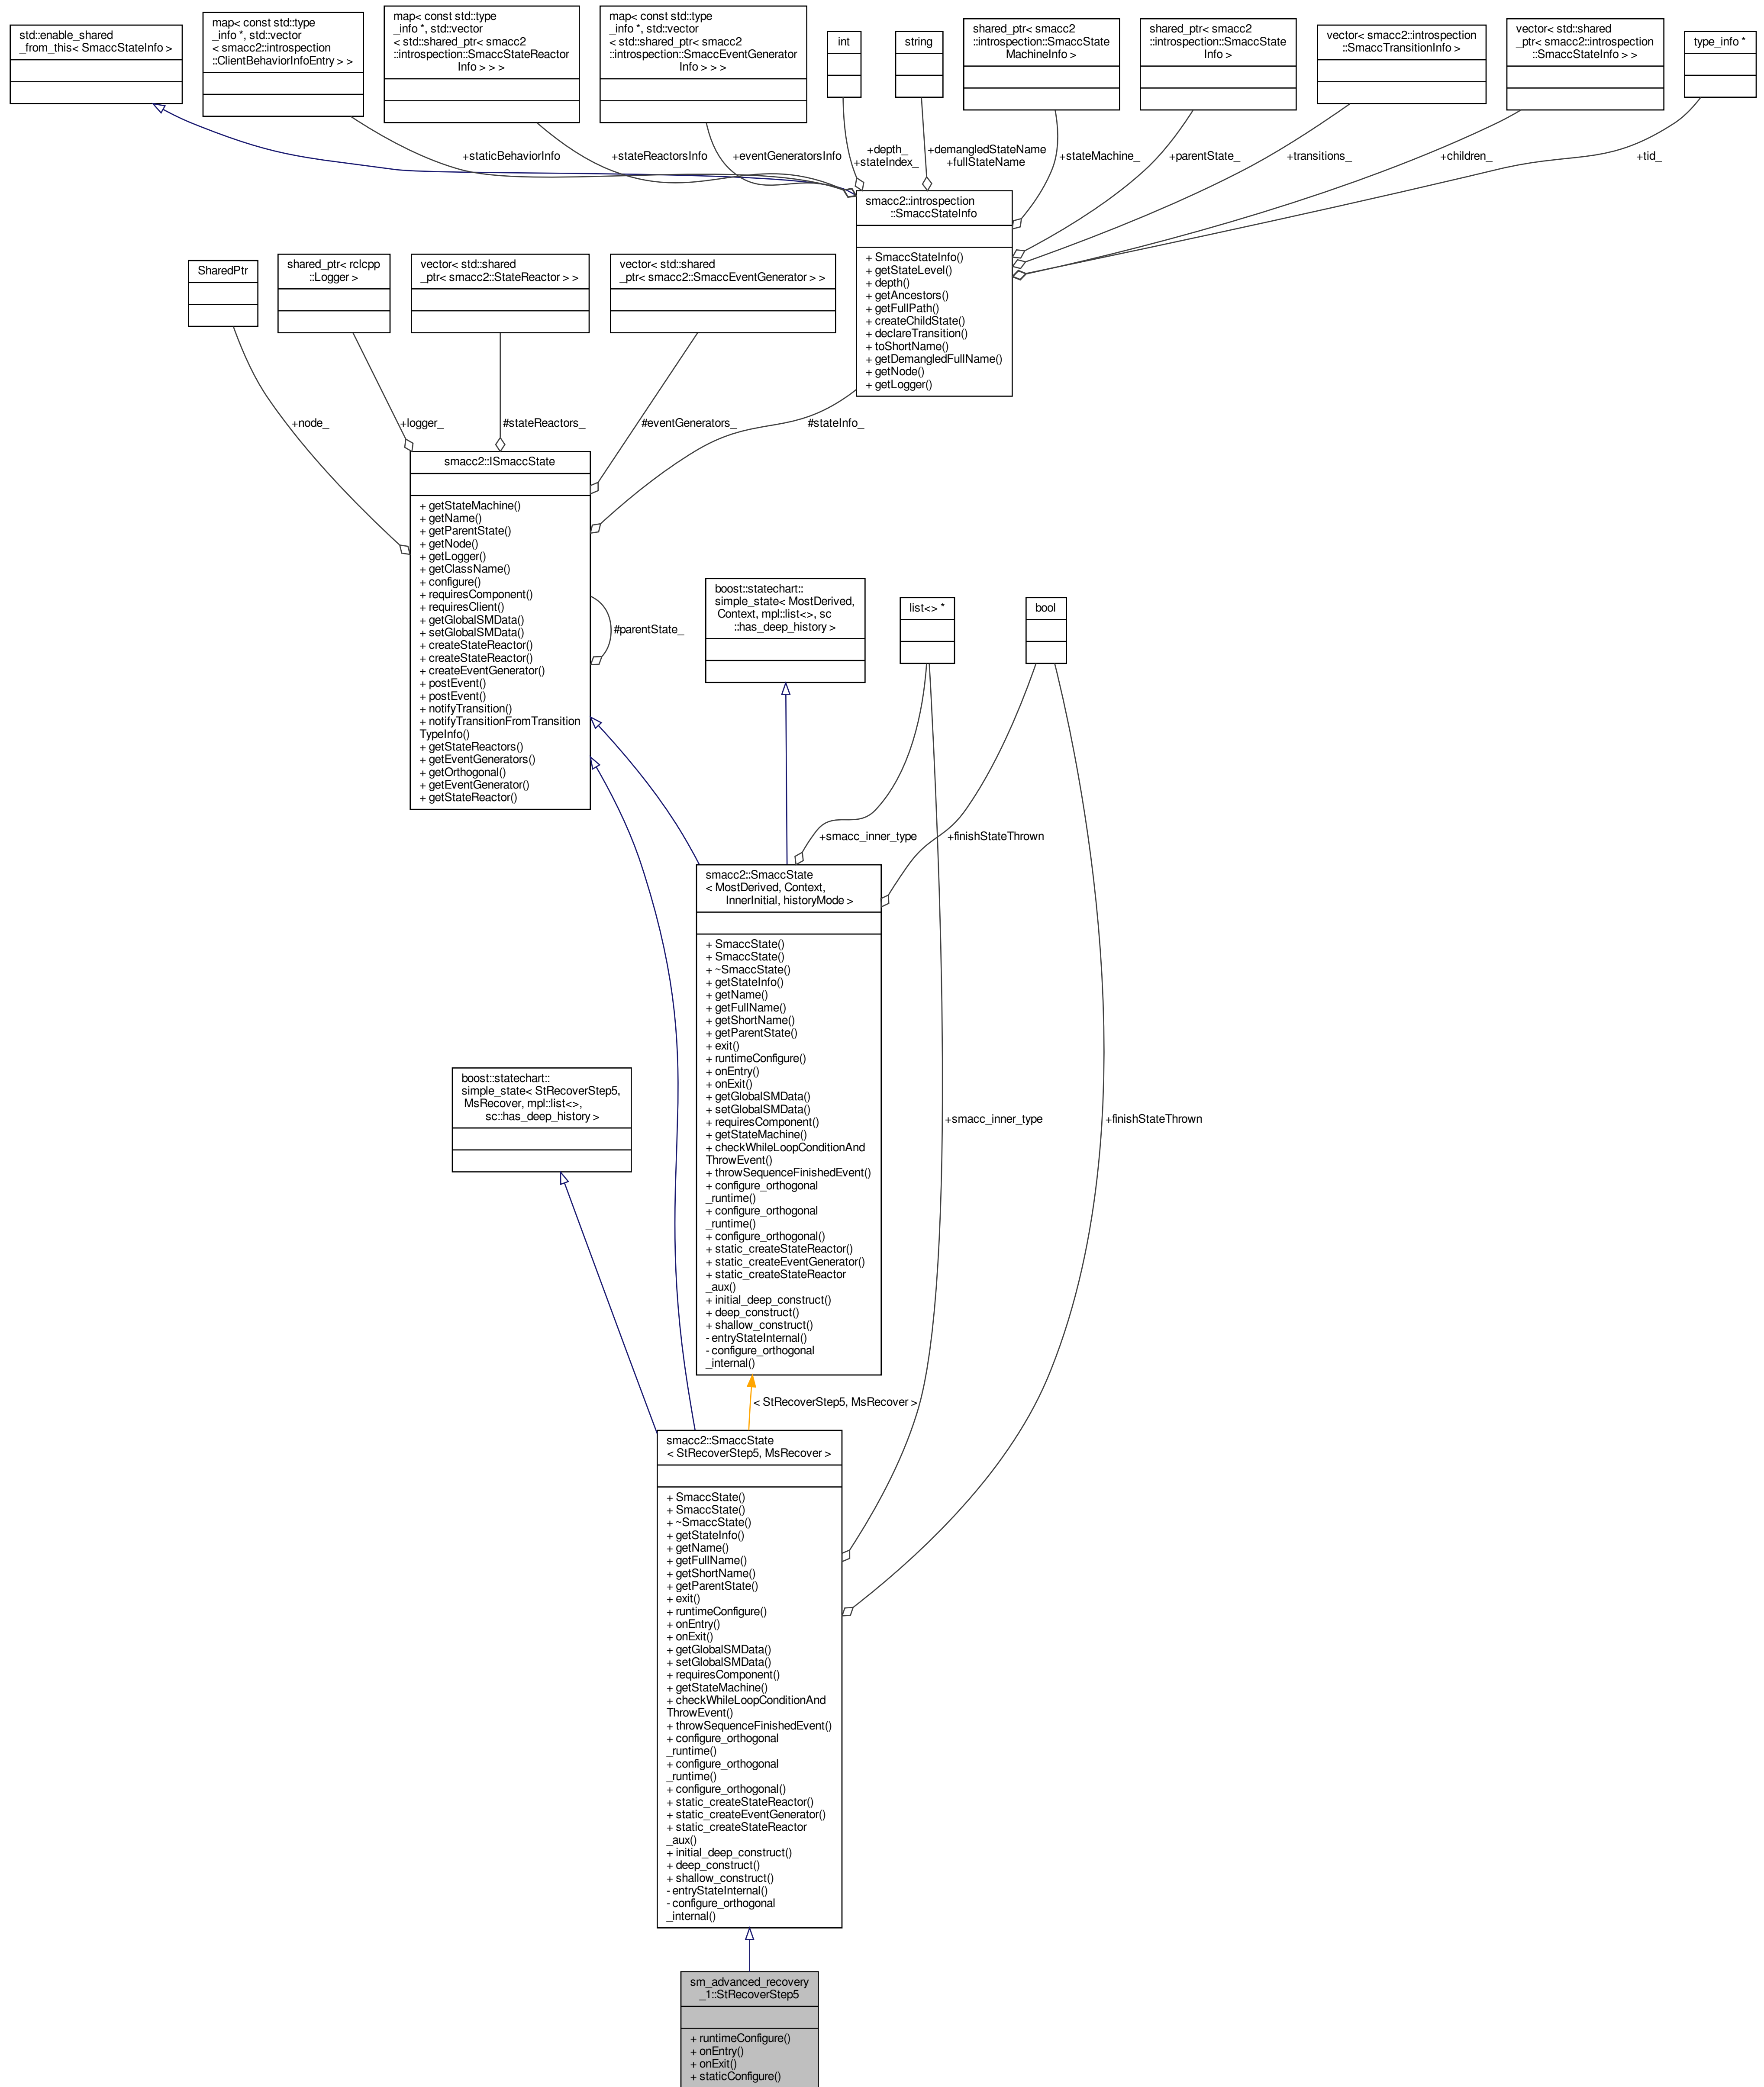 std::enable_shared
_from_this< SmaccStateInfo >
map< const std::type
_info *, std::vector
< smacc2::introspection
::ClientBehaviorInfoEntry > >
map< const std::type
_info *, std::vector
< std::shared_ptr< smacc2
::introspection::SmaccStateReactor
Info > > >
map< const std::type
_info *, std::vector
< std::shared_ptr< smacc2
::introspection::SmaccEventGenerator
Info > > >
int
string
shared_ptr< smacc2
::introspection::SmaccState
MachineInfo >
shared_ptr< smacc2
::introspection::SmaccState
Info >
vector< smacc2::introspection
::SmaccTransitionInfo >
vector< std::shared
_ptr< smacc2::introspection
::SmaccStateInfo > >
type_info *
+staticBehaviorInfo
+stateReactorsInfo
+eventGeneratorsInfo
+depth_
+stateIndex_
+demangledStateName
+fullStateName
+stateMachine_
+parentState_
+transitions_
+children_
+tid_
smacc2::introspection
::SmaccStateInfo
+ SmaccStateInfo()
+ getStateLevel()
+ depth()
+ getAncestors()
+ getFullPath()
+ createChildState()
+ declareTransition()
+ toShortName()
+ getDemangledFullName()
+ getNode()
+ getLogger()
SharedPtr
shared_ptr< rclcpp
::Logger >
vector< std::shared
_ptr< smacc2::StateReactor > >
vector< std::shared
_ptr< smacc2::SmaccEventGenerator > >
+node_
+logger_
#stateReactors_
#eventGenerators_
#stateInfo_
smacc2::ISmaccState
+ getStateMachine()
+ getName()
+ getParentState()
+ getNode()
+ getLogger()
+ getClassName()
+ configure()
+ requiresComponent()
+ requiresClient()
+ getGlobalSMData()
+ setGlobalSMData()
+ createStateReactor()
+ createStateReactor()
+ createEventGenerator()
+ postEvent()
+ postEvent()
+ notifyTransition()
+ notifyTransitionFromTransition
TypeInfo()
+ getStateReactors()
+ getEventGenerators()
+ getOrthogonal()
+ getEventGenerator()
+ getStateReactor()
#parentState_
boost::statechart::
simple_state< MostDerived,
Context, mpl::list<>, sc
::has_deep_history >
list<> *
bool
+smacc_inner_type
+finishStateThrown
smacc2::SmaccState
< MostDerived, Context,
InnerInitial, historyMode >
+ SmaccState()
+ SmaccState()
+ ~SmaccState()
+ getStateInfo()
+ getName()
+ getFullName()
+ getShortName()
+ getParentState()
+ exit()
+ runtimeConfigure()
+ onEntry()
+ onExit()
+ getGlobalSMData()
+ setGlobalSMData()
+ requiresComponent()
+ getStateMachine()
+ checkWhileLoopConditionAnd
ThrowEvent()
+ throwSequenceFinishedEvent()
+ configure_orthogonal
_runtime()
+ configure_orthogonal
_runtime()
+ configure_orthogonal()
+ static_createStateReactor()
+ static_createEventGenerator()
+ static_createStateReactor
_aux()
+ initial_deep_construct()
+ deep_construct()
+ shallow_construct()
- entryStateInternal()
- configure_orthogonal
_internal()
boost::statechart::
simple_state< StRecoverStep5,
MsRecover, mpl::list<>,
sc::has_deep_history >
+smacc_inner_type
+finishStateThrown
< StRecoverStep5, MsRecover >
smacc2::SmaccState
< StRecoverStep5, MsRecover >
+ SmaccState()
+ SmaccState()
+ ~SmaccState()
+ getStateInfo()
+ getName()
+ getFullName()
+ getShortName()
+ getParentState()
+ exit()
+ runtimeConfigure()
+ onEntry()
+ onExit()
+ getGlobalSMData()
+ setGlobalSMData()
+ requiresComponent()
+ getStateMachine()
+ checkWhileLoopConditionAnd
ThrowEvent()
+ throwSequenceFinishedEvent()
+ configure_orthogonal
_runtime()
+ configure_orthogonal
_runtime()
+ configure_orthogonal()
+ static_createStateReactor()
+ static_createEventGenerator()
+ static_createStateReactor
_aux()
+ initial_deep_construct()
+ deep_construct()
+ shallow_construct()
- entryStateInternal()
- configure_orthogonal
_internal()
sm_advanced_recovery
_1::StRecoverStep5
+ runtimeConfigure()
+ onEntry()
+ onExit()
+ staticConfigure()